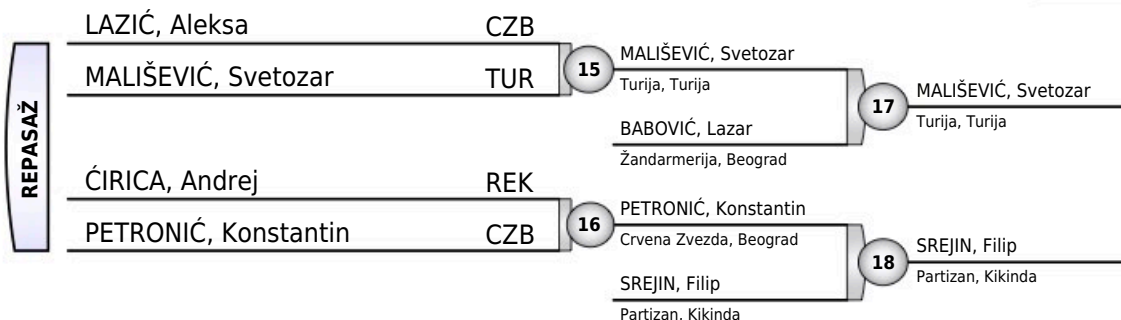 REPASAŽ
LAZIĆ, Aleksa CZB
MALIŠEVIĆ, Svetozar TUR
15
MALIŠEVIĆ, Svetozar
Turija, Turija
BABOVIĆ, Lazar
Žandarmerija, Beograd
17
MALIŠEVIĆ, Svetozar
Turija, Turija
ĆIRICA, Andrej REK
PETRONIĆ, Konstantin CZB
16
PETRONIĆ, Konstantin
Crvena Zvezda, Beograd
SREJIN, Filip
Partizan, Kikinda
18
SREJIN, Filip
Partizan, Kikinda